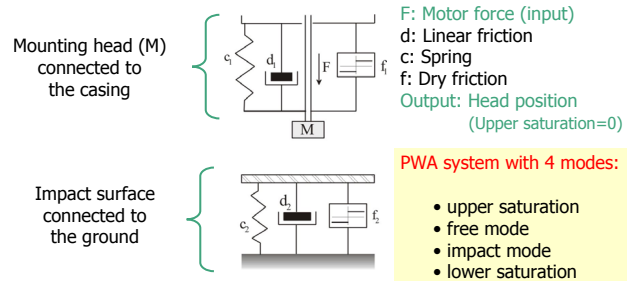 Mounting head (M)
connected to
the casing
c1
d1
F
f1
M
F: Motor force (input)
d: Linear friction
c: Spring
f: Dry friction
Output: Head position
(Upper saturation=0)
Impact surface
connected to
the ground
c2
d2
f2
PWA system with 4 modes:
• upper saturation
• free mode
• impact mode
• lower saturation